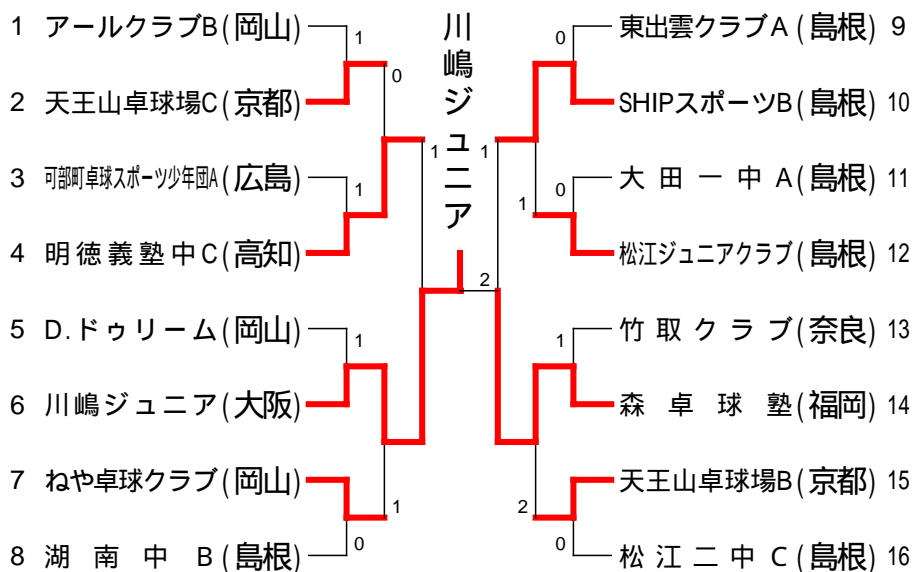 1 アールクラブB(岡山)
2 天王山卓球場C(京都)
3 可部町卓球スポーツ少年団A(広島)
4 明徳義塾中C(高知)
5 D.ドゥリーム(岡山)
6 川嶋ジュニア(大阪)
7 ねや卓球クラブ(岡山)
8 湖南中B(島根)
1
0
1
1
1
1
0
川嶋ジュニア
2
0
1
0
1
1
2
0
東出雲クラブA(島根) 9
SHIPスポーツB(島根) 10
大田一中A(島根) 11
松江ジュニアクラブ(島根) 12
竹取クラブ(奈良) 13
森卓球塾(福岡) 14
天王山卓球場B(京都) 15
松江二中C(島根) 16